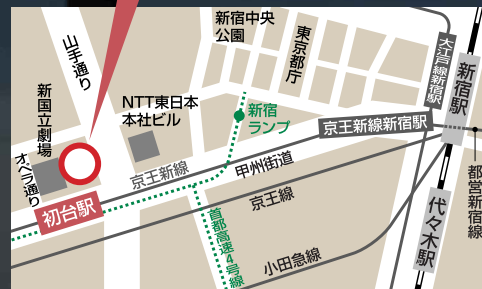 新宿中央
公園
山手通り
東京都庁
大江戸線新宿駅
新宿駅
新国立劇場
NTT東日本
本社ビル
新宿
ランプ
京王新線新宿駅
オペラ通り
京王新線
甲州街道
都営新宿線
初台駅
京王線
首都高速4号線
代々木駅
小田急線